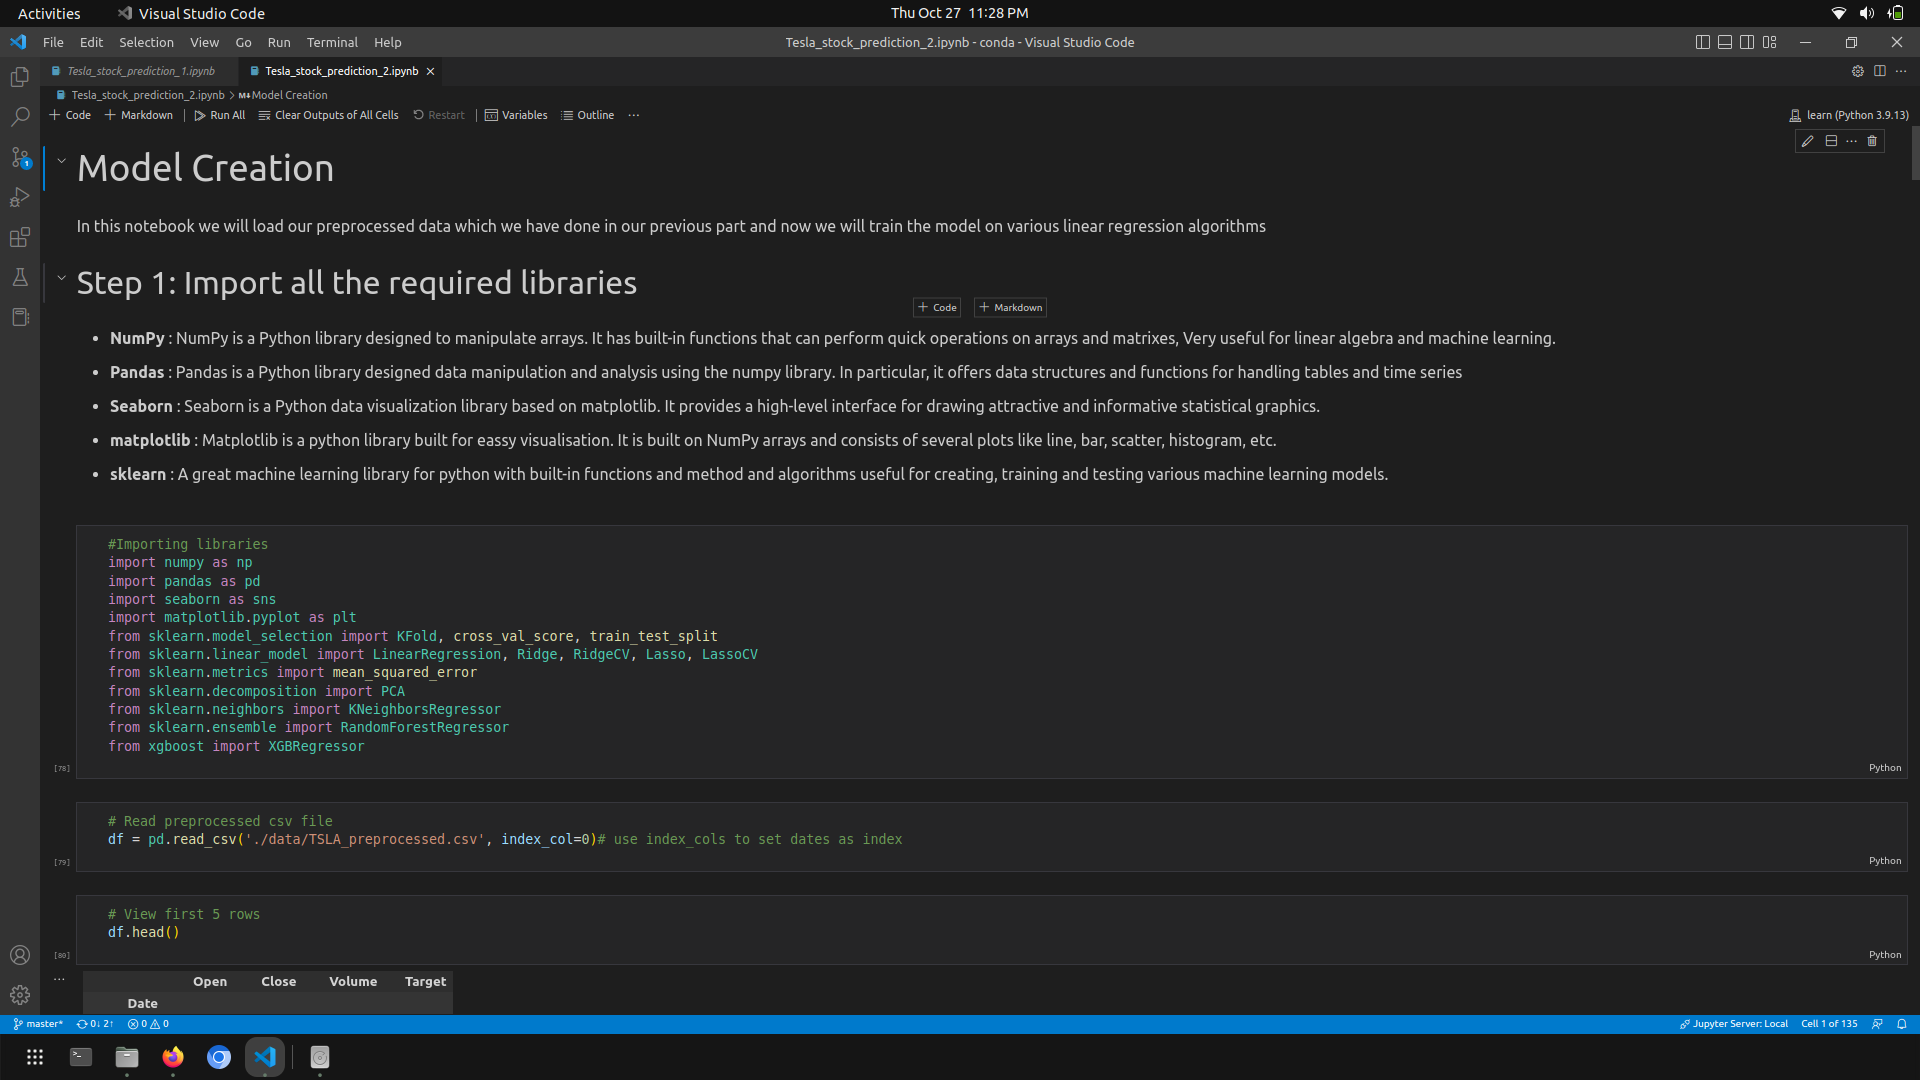 Activities Visual Studio Code Thu Oct 27 11:28 PM
File Edit Selection View Go Run Terminal Help Tesla_stock_prediction_2.ipynb - conda - Visual Studio Code
Tesla_stock_prediction_1.ipynb Tesla_stock_prediction_2.ipynb
Tesla_stock_prediction_2.ipynb > M↓ Model Creation
+ Code + Markdown Run All Clear Outputs of All Cells Restart Variables Outline ... learn (Python 3.9.13)
Model Creation
In this notebook we will load our preprocessed data which we have done in our previous part and now we will train the model on various linear regression algorithms
Step 1: Import all the required libraries
+ Code + Markdown
• NumPy : NumPy is a Python library designed to manipulate arrays. It has built-in functions that can perform quick operations on arrays and matrixes, Very useful for linear algebra and machine learning.
• Pandas : Pandas is a Python library designed data manipulation and analysis using the numpy library. In particular, it offers data structures and functions for handling tables and time series
• Seaborn : Seaborn is a Python data visualization library based on matplotlib. It provides a high-level interface for drawing attractive and informative statistical graphics.
• matplotlib : Matplotlib is a python library built for eassy visualisation. It is built on NumPy arrays and consists of several plots like line, bar, scatter, histogram, etc.
• sklearn : A great machine learning library for python with built-in functions and method and algorithms useful for creating, training and testing various machine learning models.
#Importing libraries
import numpy as np
import pandas as pd
import seaborn as sns
import matplotlib.pyplot as plt
from sklearn.model_selection import KFold, cross_val_score, train_test_split
from sklearn.linear_model import LinearRegression, Ridge, RidgeCV, Lasso, LassoCV
from sklearn.metrics import mean_squared_error
from sklearn.decomposition import PCA
from sklearn.neighbors import KNeighborsRegressor
from sklearn.ensemble import RandomForestRegressor
from xgboost import XGBRegressor
[78] Python
# Read preprocessed csv file
df = pd.read_csv('./data/TSLA_preprocessed.csv', index_col=0)# use index_cols to set dates as index
[79] Python
# View first 5 rows
df.head()
[80] Python
... Open Close Volume Target
Date
master* 0↓ 2↑ 0 0 Jupyter Server: Local Cell 1 of 135